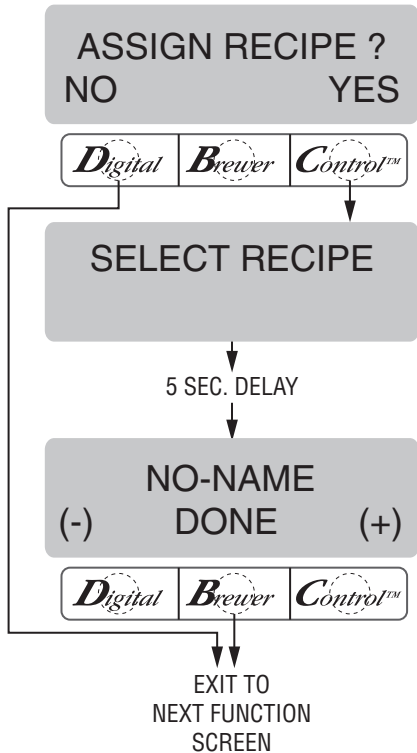 ASSIGN RECIPE ?
NO YES
Digital Brewer Control™
SELECT RECIPE
5 SEC. DELAY
NO-NAME
(-) DONE (+)
Digital Brewer Control™
EXIT TO
NEXT FUNCTION
SCREEN